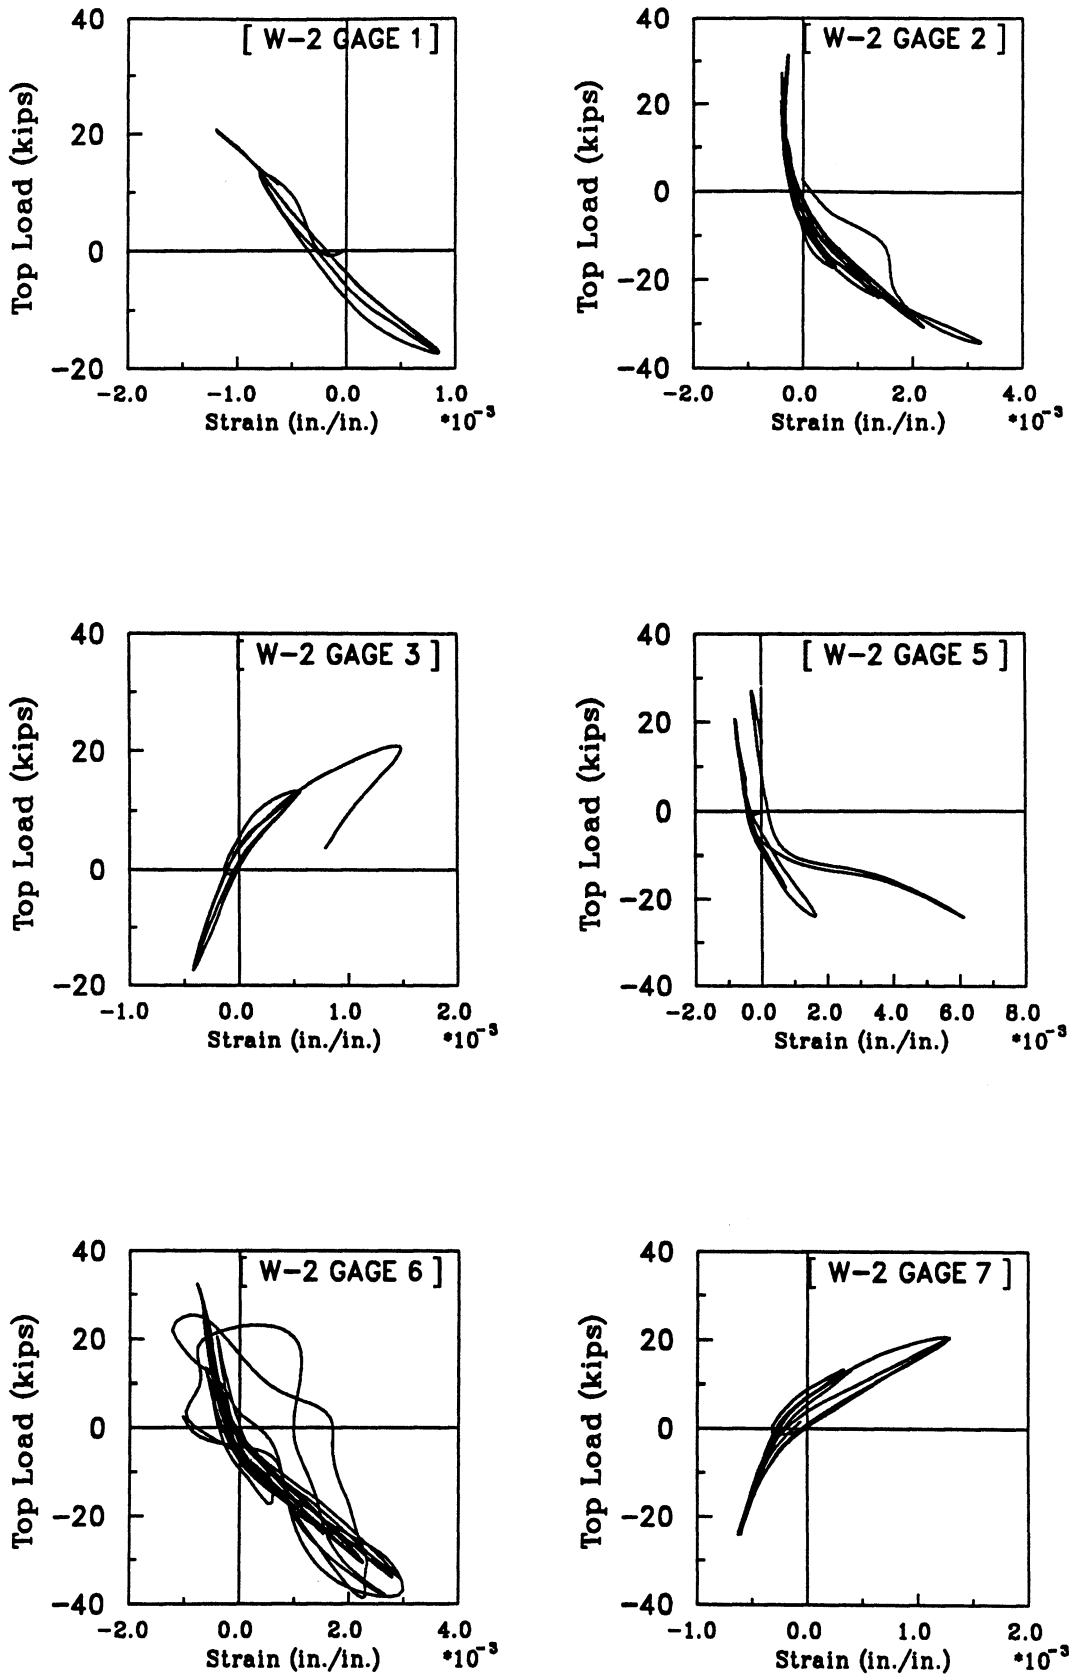 [ W-2 GAGE 1 ]
40
20
0
-20
Top Load (kips)
-2.0 -1.0 0.0 1.0
Strain (in./in.) *10⁻³
[ W-2 GAGE 2 ]
40
20
0
-20
-40
Top Load (kips)
-2.0 0.0 2.0 4.0
Strain (in./in.) *10⁻³
W-2 GAGE 3 ]
40
20
0
-20
Top Load (kips)
-1.0 0.0 1.0 2.0
Strain (in./in.) *10⁻³
[ W-2 GAGE 5 ]
40
20
0
-20
-40
Top Load (kips)
-2.0 0.0 2.0 4.0 6.0 8.0
Strain (in./in.) *10⁻³
[ W-2 GAGE 6 ]
40
20
0
-20
-40
Top Load (kips)
-2.0 0.0 2.0 4.0
Strain (in./in.) *10⁻³
[ W-2 GAGE 7 ]
40
20
0
-20
-40
Top Load (kips)
-1.0 0.0 1.0 2.0
Strain (in./in.) *10⁻³